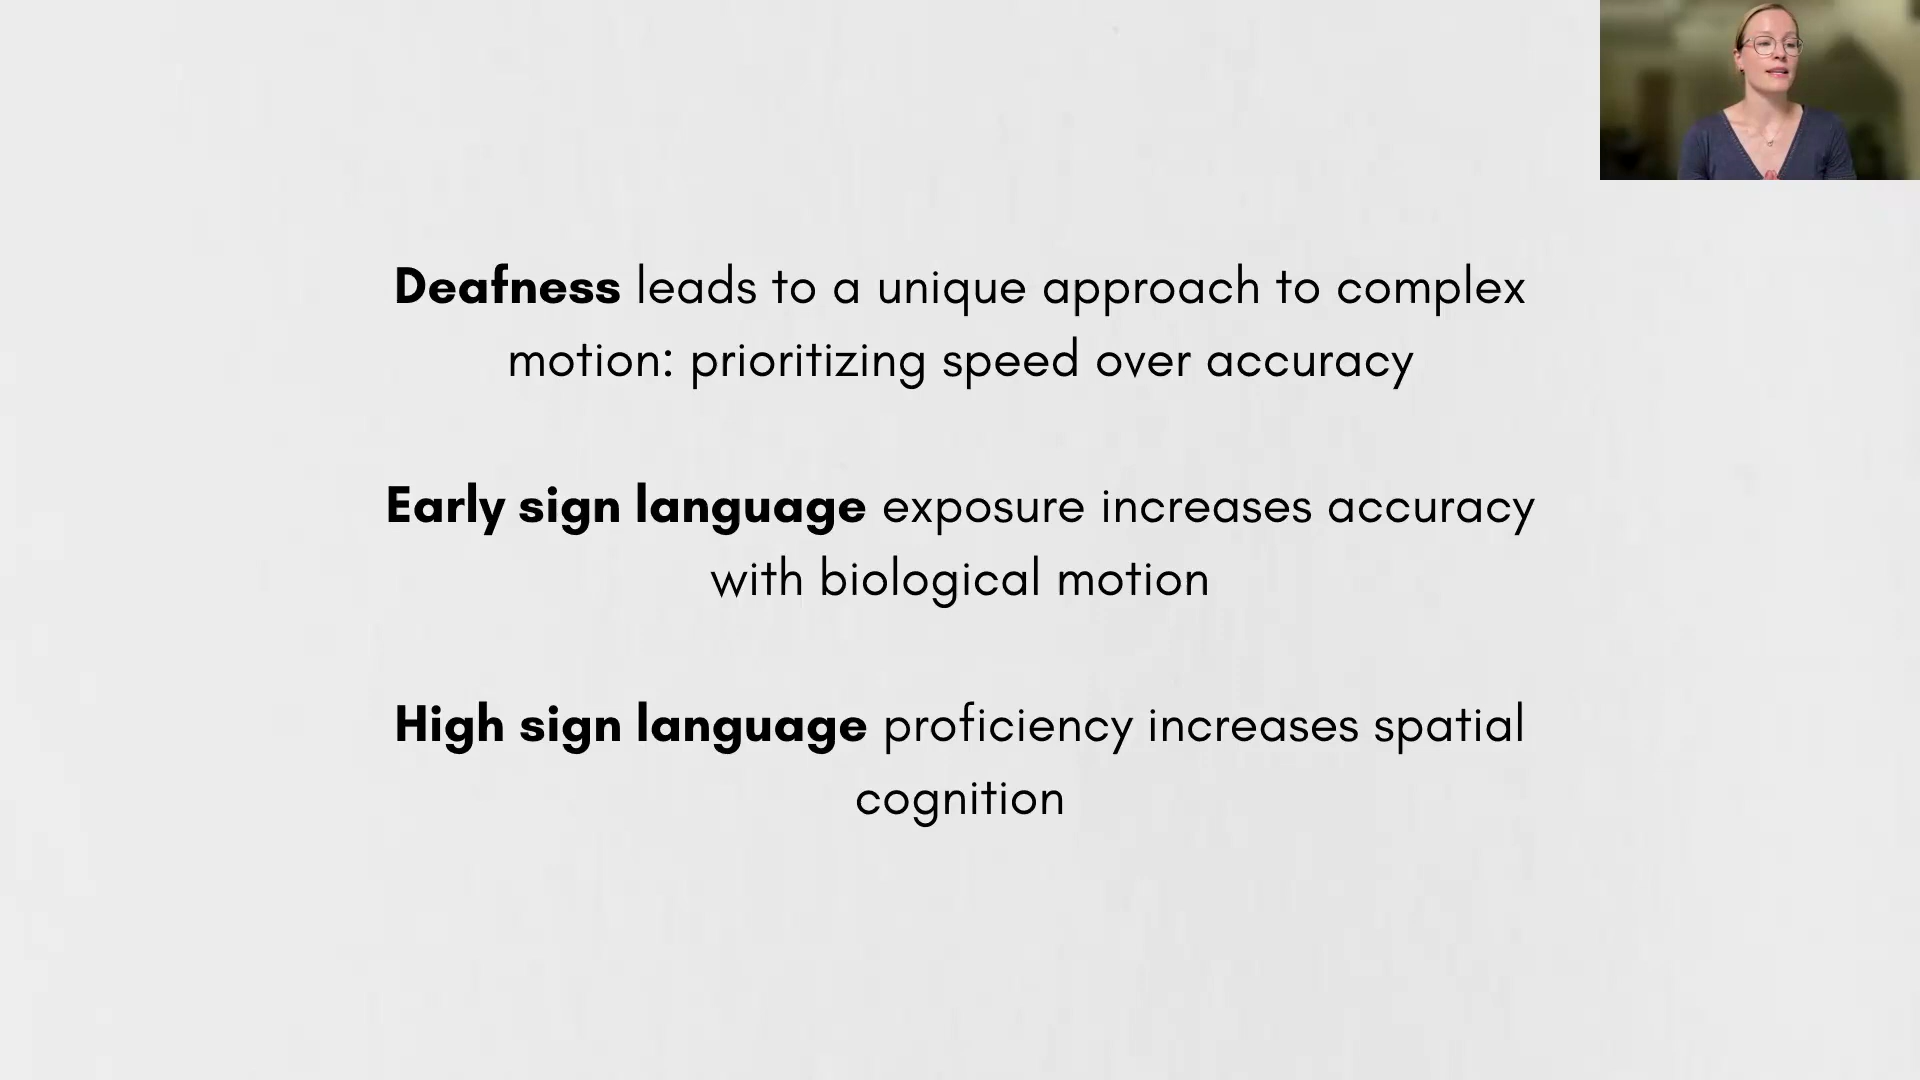 Deafness leads to a unique approach to complex
motion: prioritizing speed over accuracy
Early sign language exposure increases accuracy
with biological motion
High sign language proficiency increases spatial
cognition